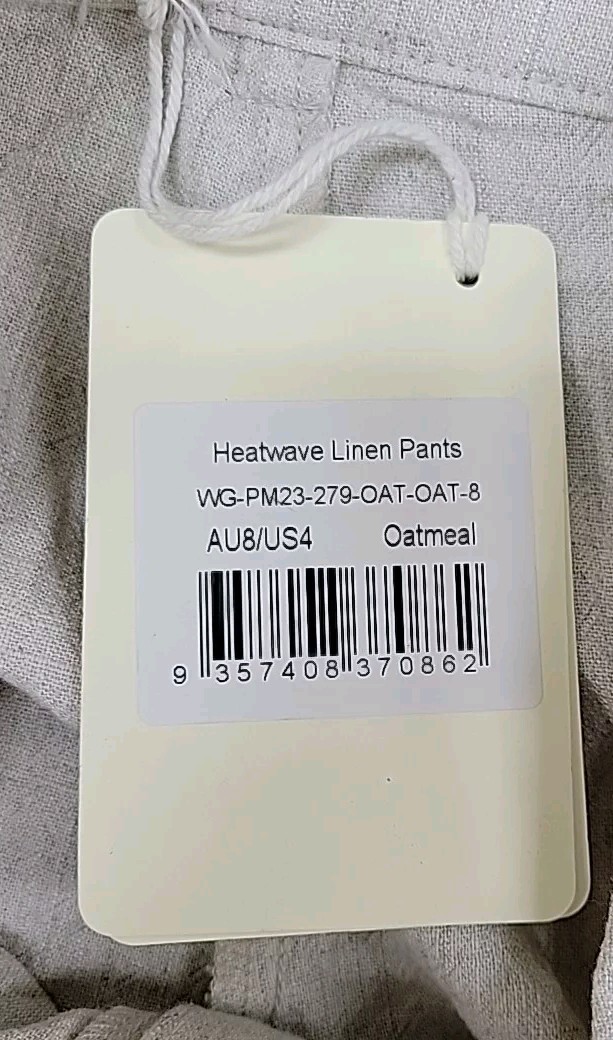 Heatwave Linen Pants
WG-PM23-279-OAT-OAT-8
AU8/US4 Oatmeal
9 357408 370862